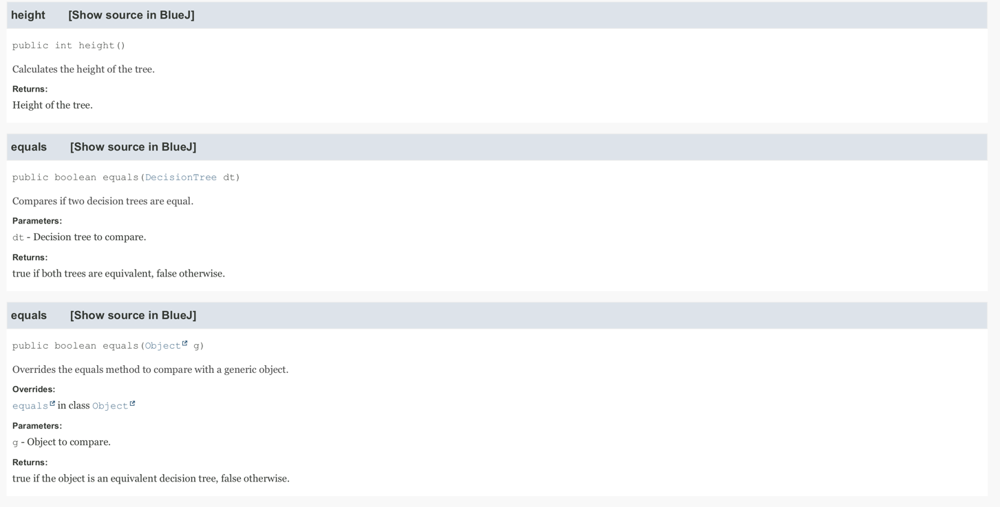 height [Show source in BlueJ]
public int height()
Calculates the height of the tree.
Returns:
Height of the tree.
equals [Show source in BlueJ]
public boolean equals(DecisionTree dt)
Compares if two decision trees are equal.
Parameters:
dt - Decision tree to compare.
Returns:
true if both trees are equivalent, false otherwise.
equals [Show source in BlueJ]
public boolean equals(Object g)
Overrides the equals method to compare with a generic object.
Overrides:
equals in class Object
Parameters:
g - Object to compare.
Returns:
true if the object is an equivalent decision tree, false otherwise.